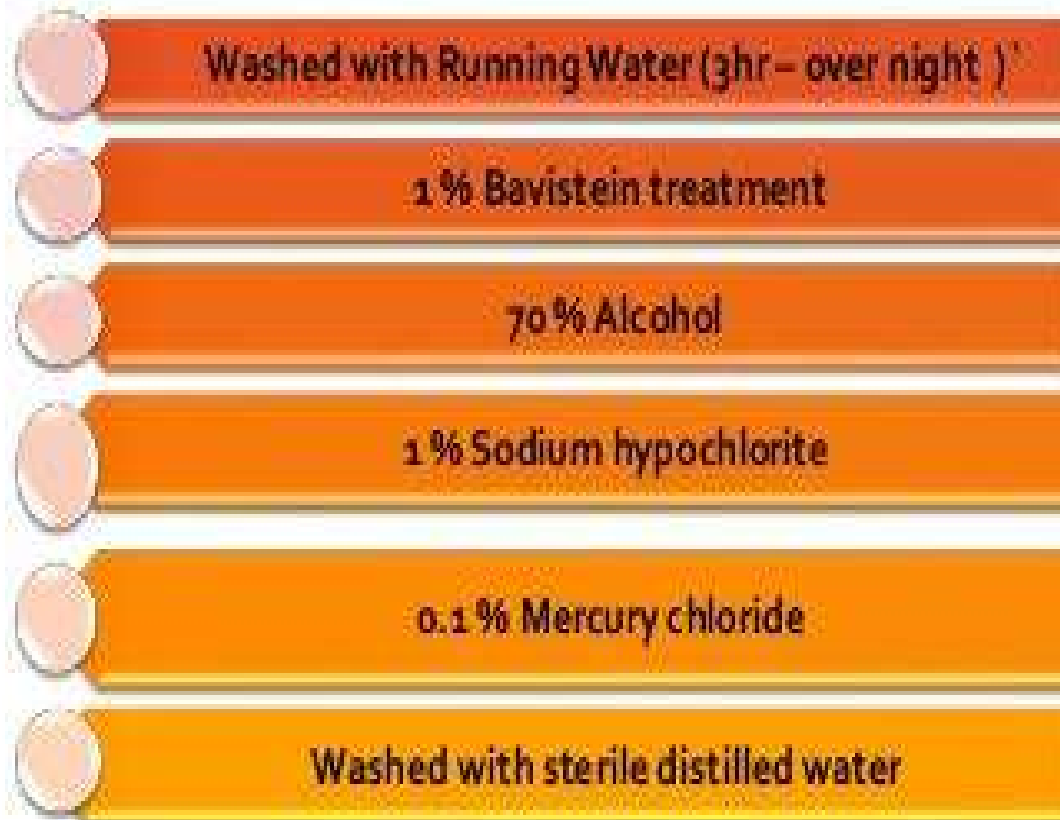 Washed with Running Water (3hr – over night )`
1 % Bavistein treatment
70 % Alcohol
1 % Sodium hypochlorite
0.1 % Mercury chloride
Washed with sterile distilled water